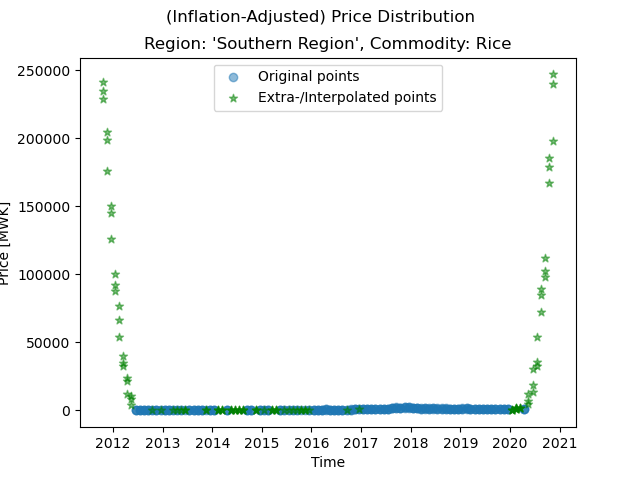 (Inflation-Adjusted) Price Distribution
Region: 'Southern Region', Commodity: Rice
Original points
Extra-/Interpolated points
250000
200000
150000
100000
50000
0
Price [MWK]
2012 2013 2014 2015 2016 2017 2018 2019 2020 2021
Time